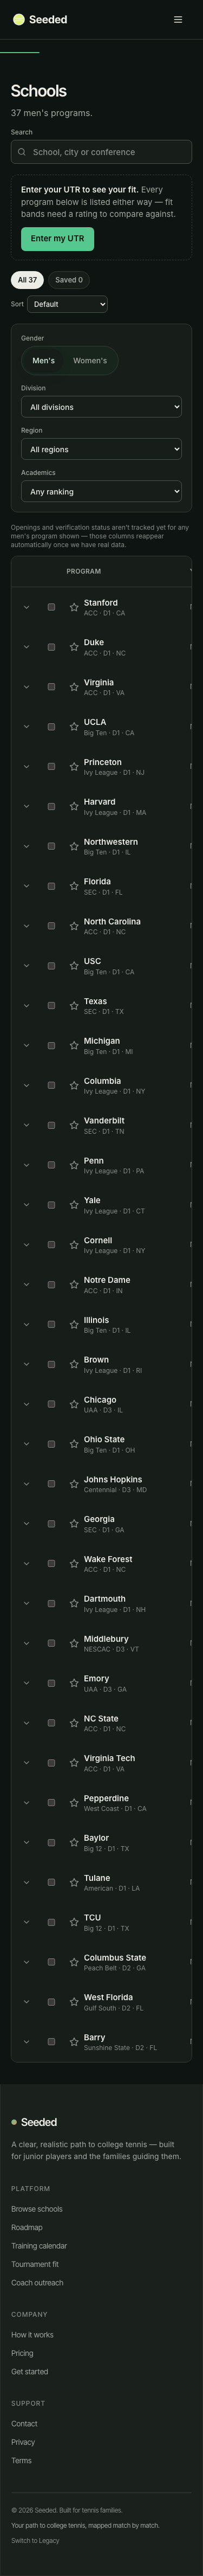 Seeded
Schools
37 men's programs.
Search
School, city or conference
Enter your UTR to see your fit. Every
program below is listed either way — fit
bands need a rating to compare against.
Enter my UTR
All 37
Saved 0
Sort
Default
Gender
Men's
Women's
Division
All divisions
Region
All regions
Academics
Any ranking
Openings and verification status aren't tracked yet for any
of the men's program shown — those columns reappear
automatically once we have real data.
PROGRAM
Stanford
ACC · D1 · CA
Duke
ACC · D1 · NC
Virginia
ACC · D1 · VA
UCLA
Big Ten · D1 · CA
Princeton
Ivy League · D1 · NJ
Harvard
Ivy League · D1 · MA
Northwestern
Big Ten · D1 · IL
Florida
SEC · D1 · FL
North Carolina
ACC · D1 · NC
USC
Big Ten · D1 · CA
Texas
SEC · D1 · TX
Michigan
Big Ten · D1 · MI
Columbia
Ivy League · D1 · NY
Vanderbilt
SEC · D1 · TN
Penn
Ivy League · D1 · PA
Yale
Ivy League · D1 · CT
Cornell
Ivy League · D1 · NY
Notre Dame
ACC · D1 · IN
Illinois
Big Ten · D1 · IL
Brown
Ivy League · D1 · RI
Chicago
UAA · D3 · IL
Ohio State
Big Ten · D1 · OH
Johns Hopkins
Centennial · D3 · MD
Georgia
SEC · D1 · GA
Wake Forest
ACC · D1 · NC
Dartmouth
Ivy League · D1 · NH
Middlebury
NESCAC · D3 · VT
Emory
UAA · D3 · GA
NC State
ACC · D1 · NC
Virginia Tech
ACC · D1 · VA
Pepperdine
West Coast · D1 · CA
Baylor
Big 12 · D1 · TX
Tulane
American · D1 · LA
TCU
Big 12 · D1 · TX
Columbus State
Peach Belt · D2 · GA
West Florida
Gulf South · D2 · FL
Barry
Sunshine State · D2 · FL
Seeded
A clear, realistic path to college tennis — built
for junior players and the families guiding them.
PLATFORM
Browse schools
Roadmap
Training calendar
Tournament fit
Coach outreach
COMPANY
How it works
Pricing
Get started
SUPPORT
Contact
Privacy
Terms
© 2026 Seeded. Built for tennis families.
Your path to college tennis, mapped match by match.
Switch to Legacy